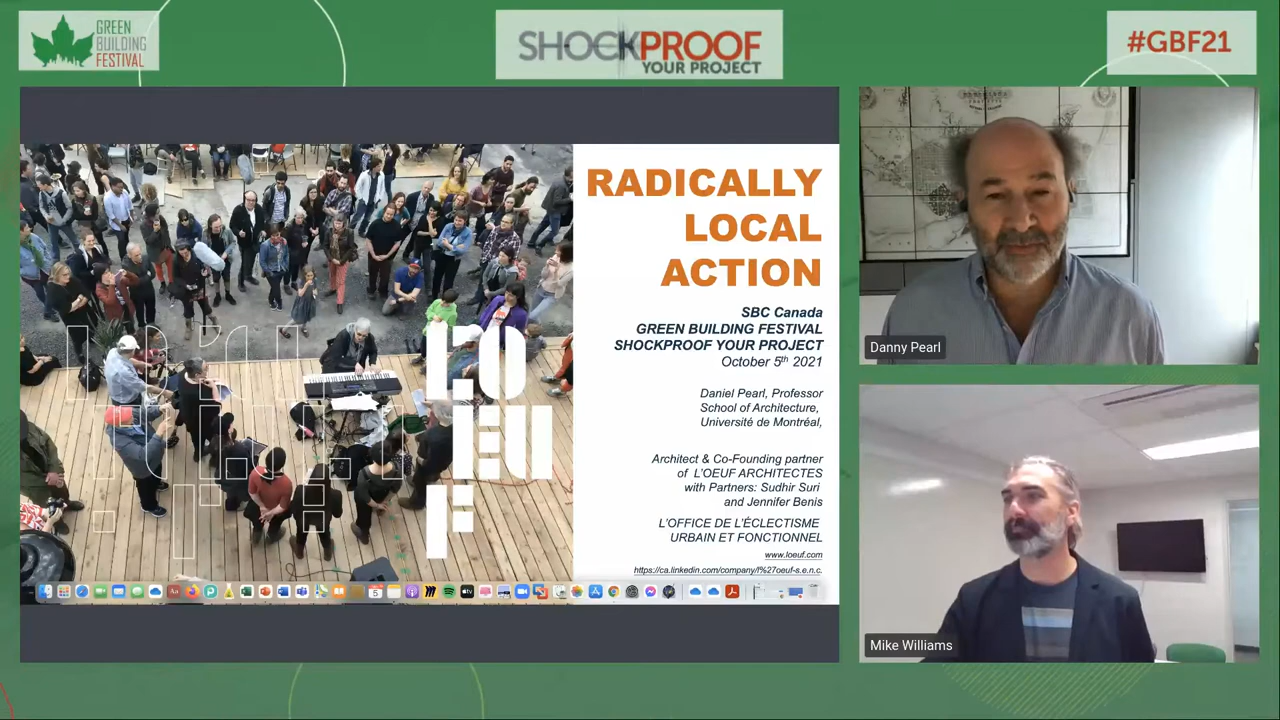 GREEN
BUILDING
FESTIVAL
SHOCKPROOF
YOUR PROJECT
#GBF21
RADICALLY
LOCAL
ACTION
SBC Canada
GREEN BUILDING FESTIVAL
SHOCKPROOF YOUR PROJECT
October 5th 2021
Daniel Pearl, Professor
School of Architecture,
Université de Montréal,
Architect & Co-Founding partner
of L'OEUF ARCHITECTES
with Partners: Sudhir Suri
and Jennifer Benis
L'OFFICE DE L'ÉCLECTISME
URBAIN ET FONCTIONNEL
www.loeuf.com
https://ca.linkedin.com/company/l%27oeuf-s.e.n.c.
L'O
EU
F
Danny Pearl
Mike Williams